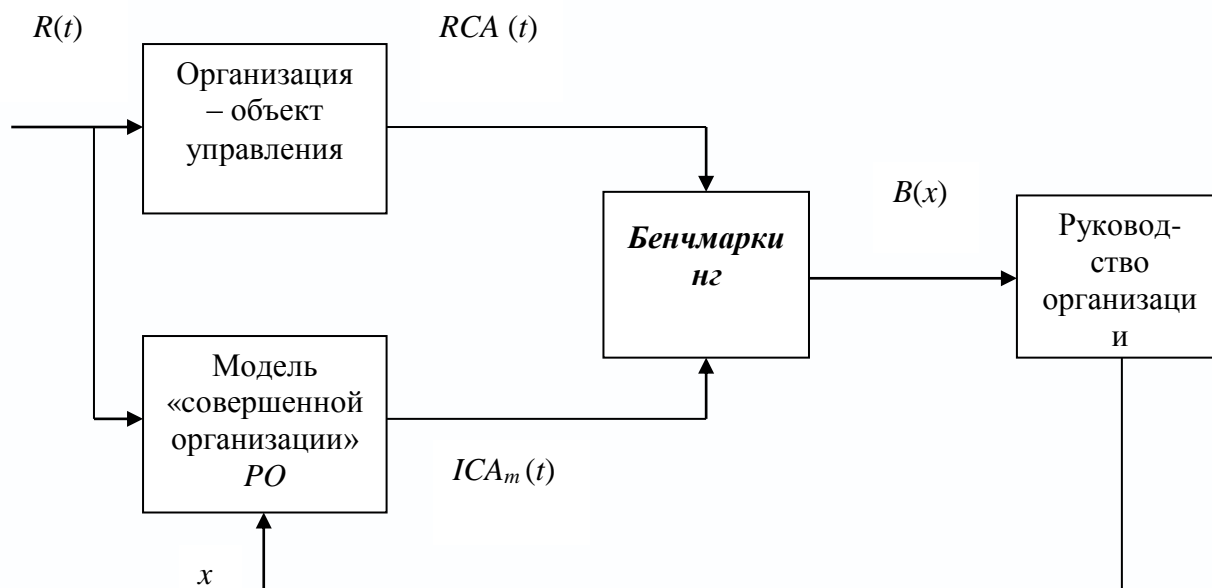 R(t)
RCA (t)
Организация
– объект
управления
B(x)
Бенчмарки
нг
Руковод-
ство
организаци
и
Модель
«совершенной
организации»
PO
ICAm (t)
x